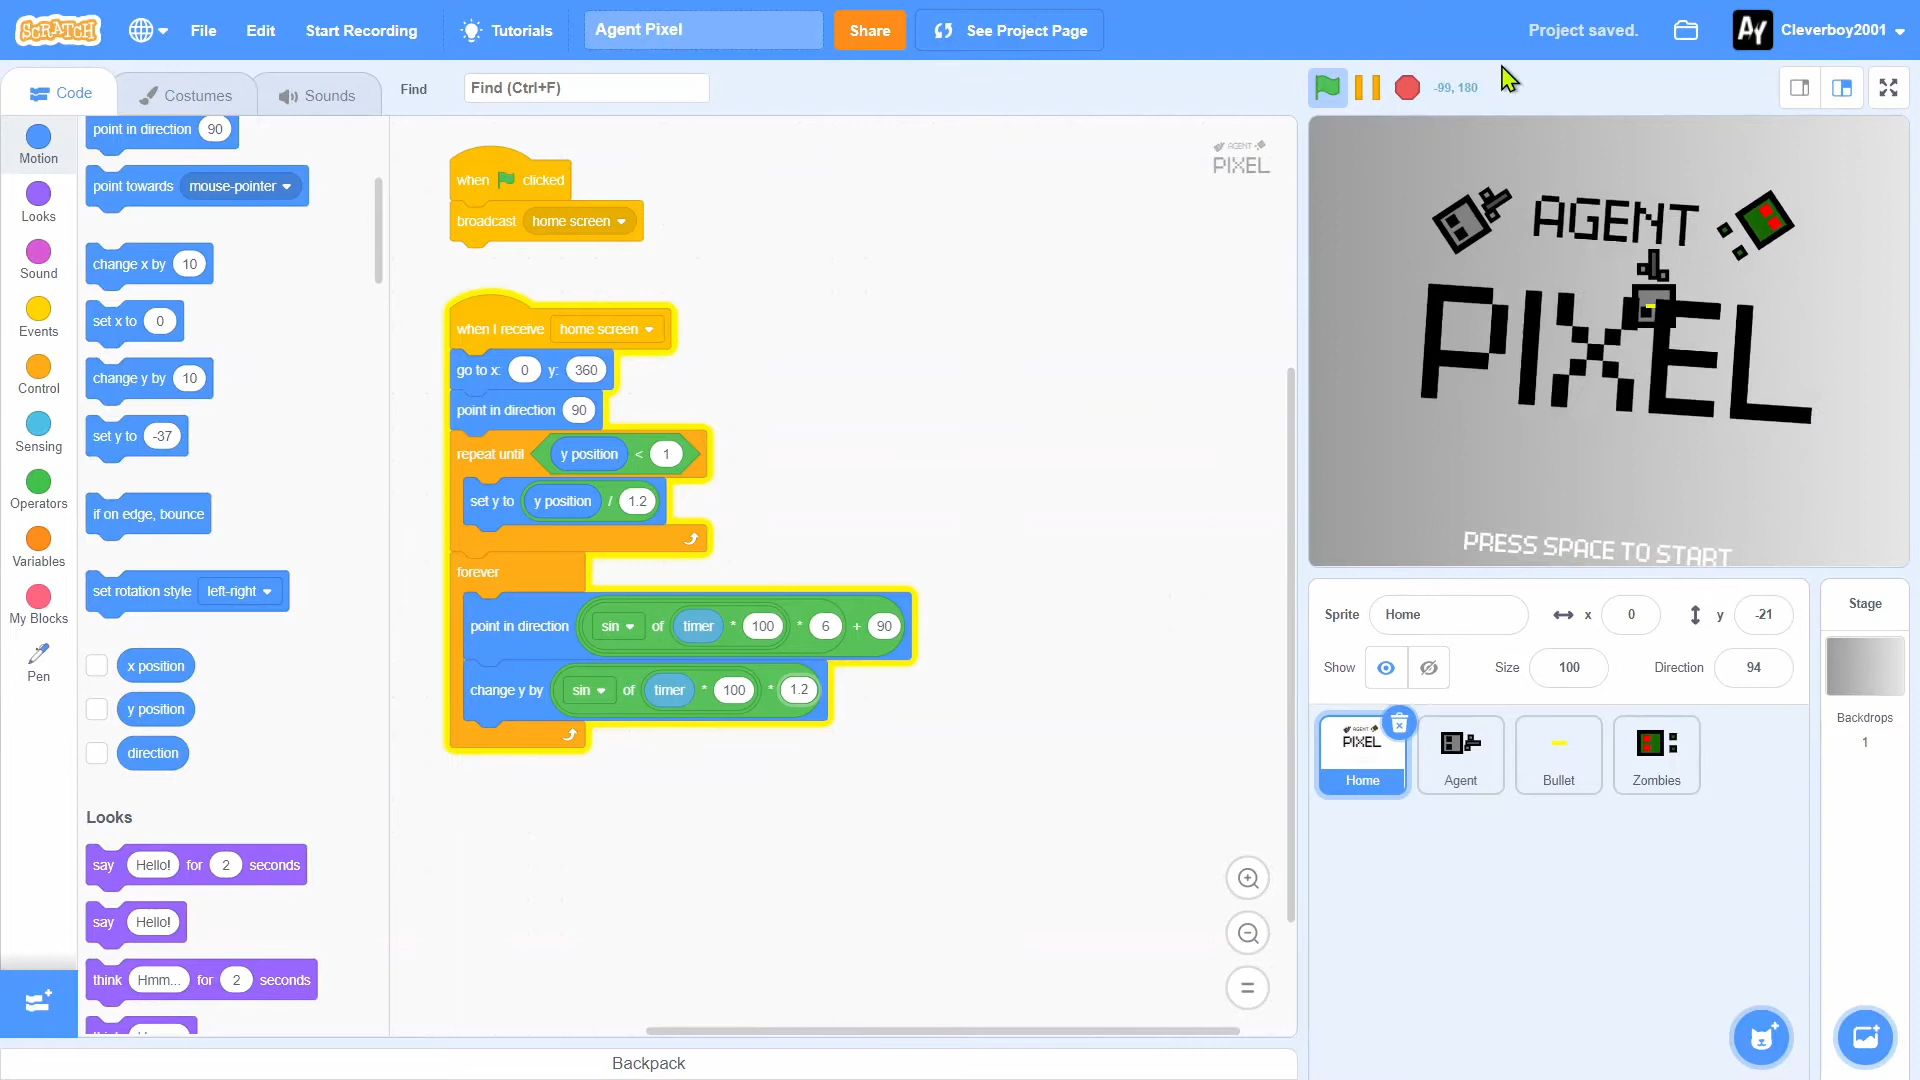 SCRATCH
File
Edit
Start Recording
Tutorials
Agent Pixel
Share
See Project Page
Project saved.
Ay
Cleverboy2001
Code
Costumes
Sounds
Find
Find (Ctrl+F)
-99, 180
Motion
Looks
Sound
Events
Control
Sensing
Operators
Variables
My Blocks
Pen
point in direction 90
point towards mouse-pointer
change x by 10
set x to 0
change y by 10
set y to -37
if on edge, bounce
set rotation style left-right
x position
y position
direction
Looks
say Hello! for 2 seconds
say Hello!
think Hmm... for 2 seconds
when clicked
broadcast home screen
when I receive home screen
go to x: 0 y: 360
point in direction 90
repeat until y position < 1
set y to y position / 1.2
forever
point in direction sin of timer * 100 * 6 + 90
change y by sin of timer * 100 * 1.2
AGENT
PIXEL
AGENT
PIXEL
PRESS SPACE TO START
Sprite Home x 0 y -21
Show Size 100 Direction 94
PIXEL
Home
Agent
Bullet
Zombies
Stage
Backdrops
1
Backpack